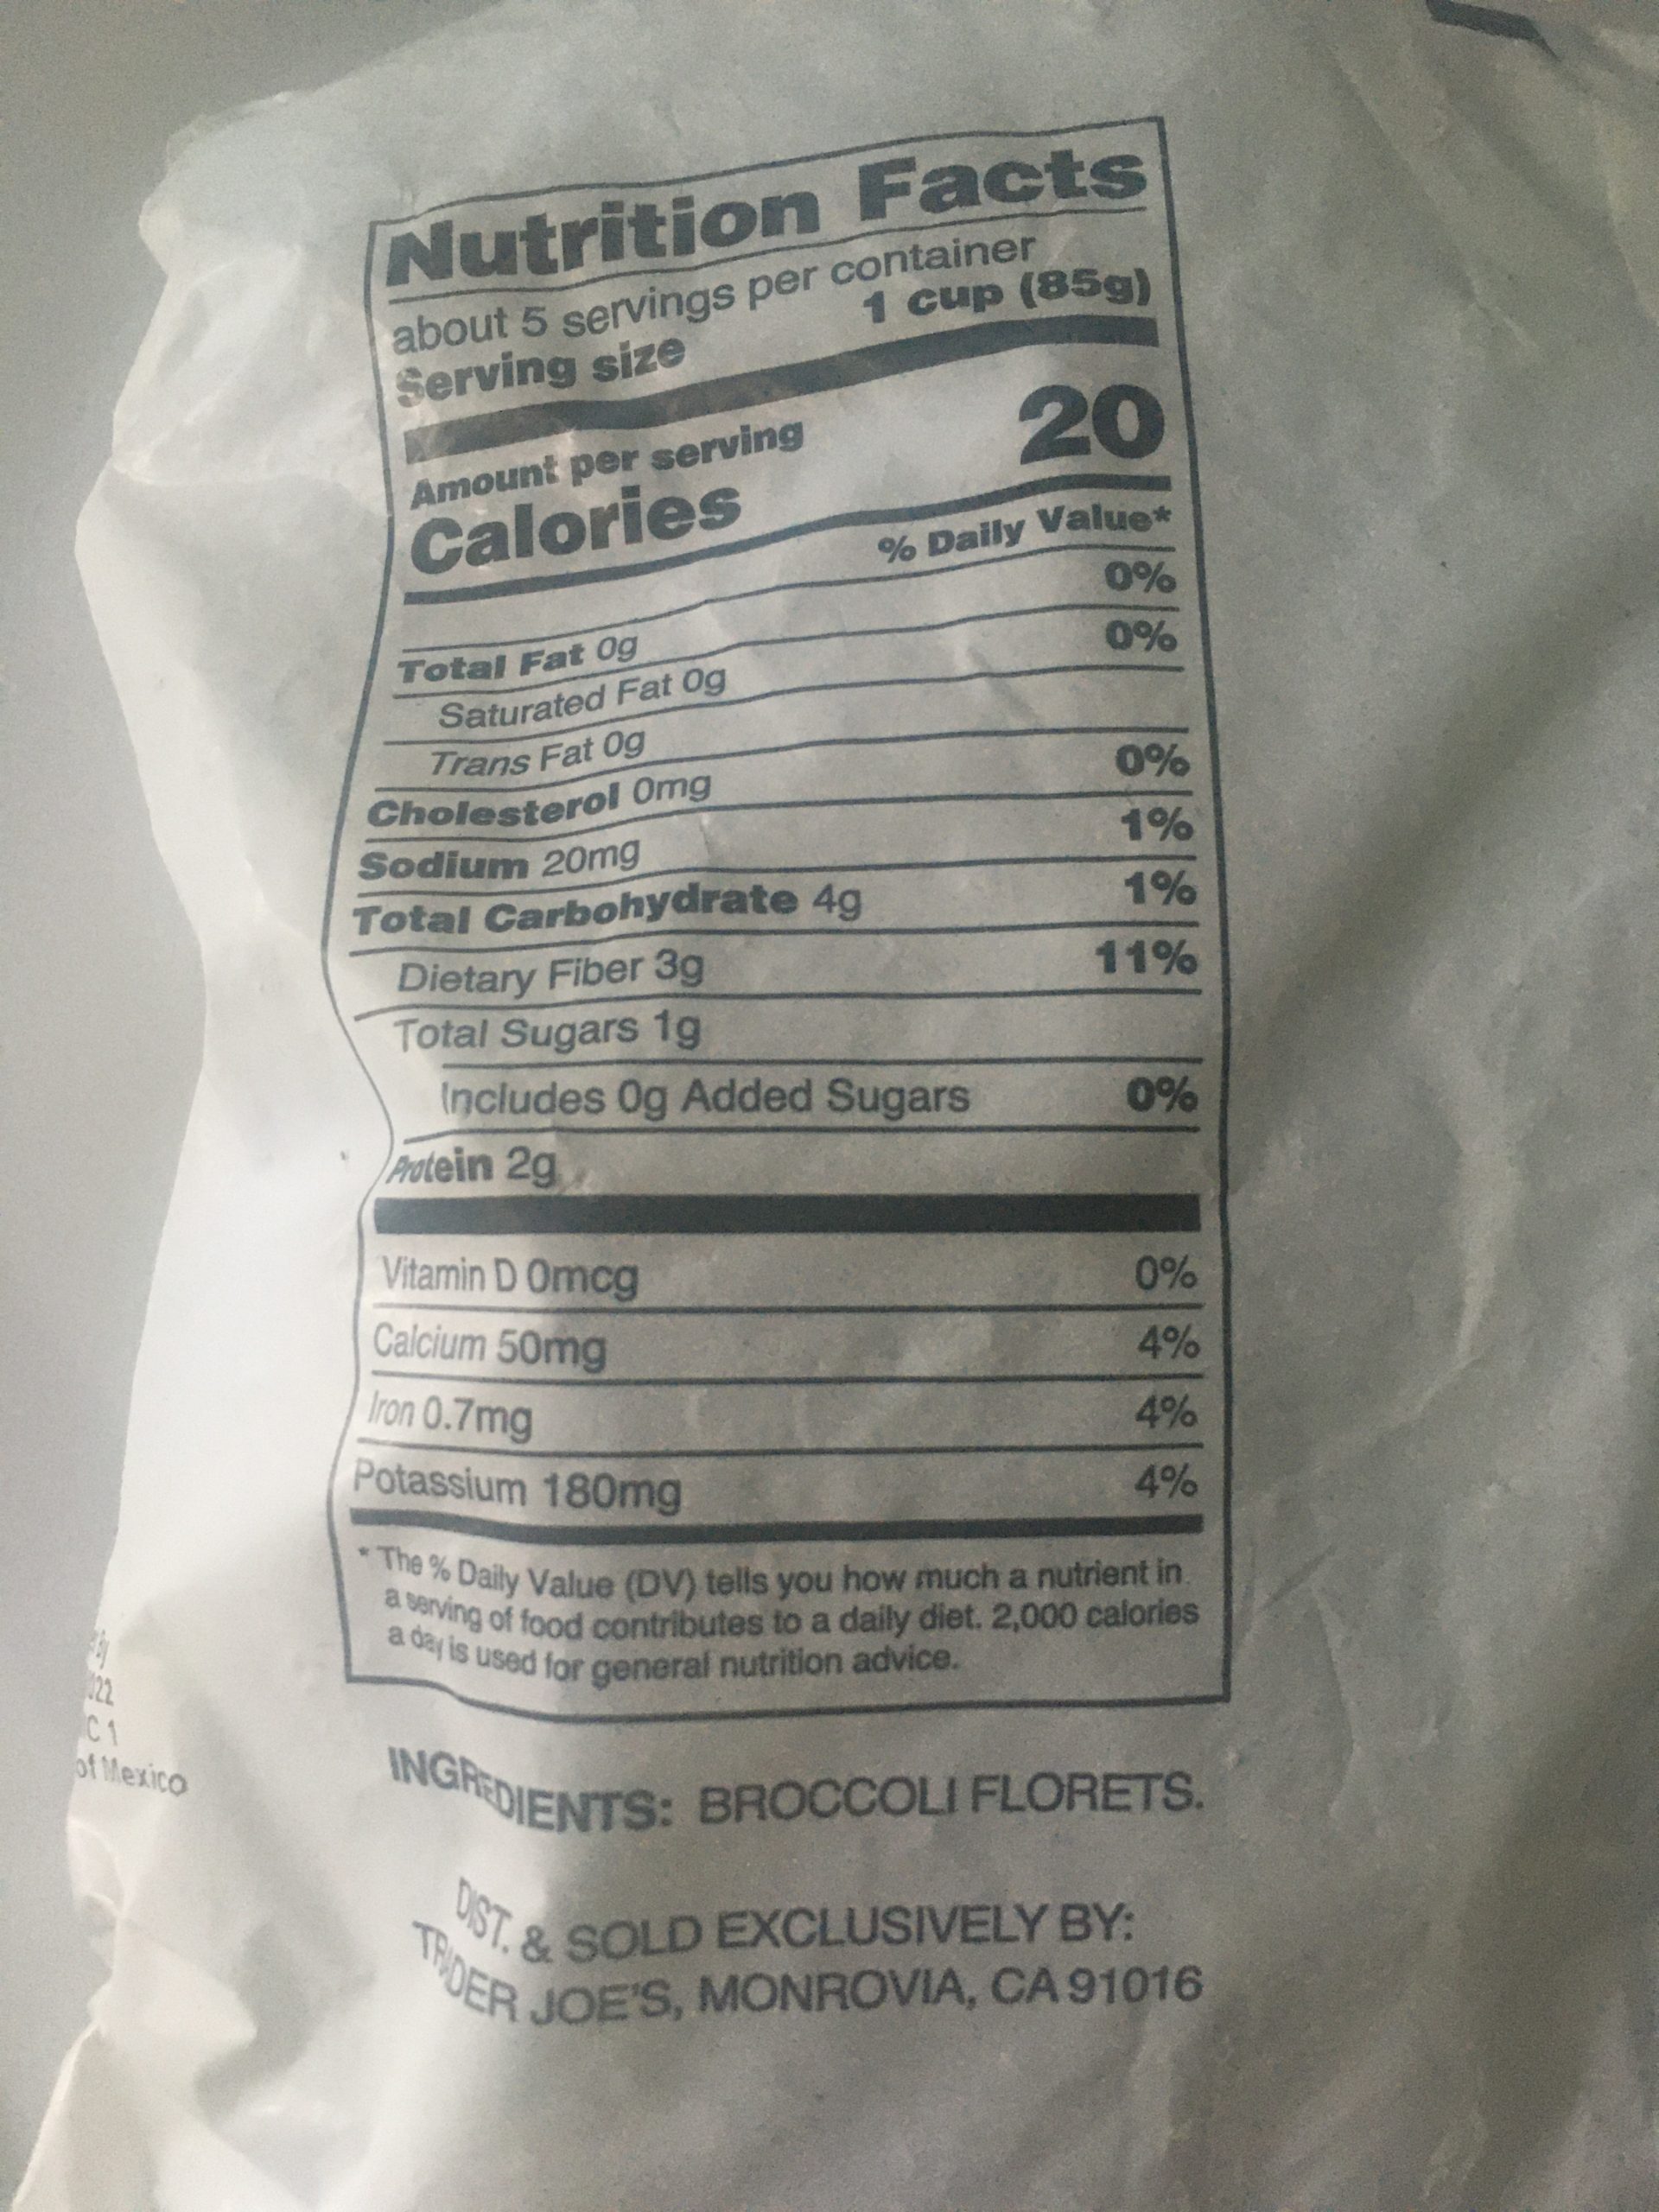 Nutrition Facts
about 5 servings per container
Serving size 1 cup (85g)
Amount per serving
Calories 20
% Daily Value*
Total Fat 0g 0%
Saturated Fat 0g 0%
Trans Fat 0g
Cholesterol 0mg 0%
Sodium 20mg 1%
Total Carbohydrate 4g 1%
Dietary Fiber 3g 11%
Total Sugars 1g
Includes 0g Added Sugars 0%
Protein 2g
Vitamin D 0mcg 0%
Calcium 50mg 4%
Iron 0.7mg 4%
Potassium 180mg 4%
* The % Daily Value (DV) tells you how much a nutrient in
a serving of food contributes to a daily diet. 2,000 calories
a day is used for general nutrition advice.
INGREDIENTS: BROCCOLI FLORETS.
DIST. & SOLD EXCLUSIVELY BY:
TRADER JOE'S, MONROVIA, CA 91016
C 1
of Mexico